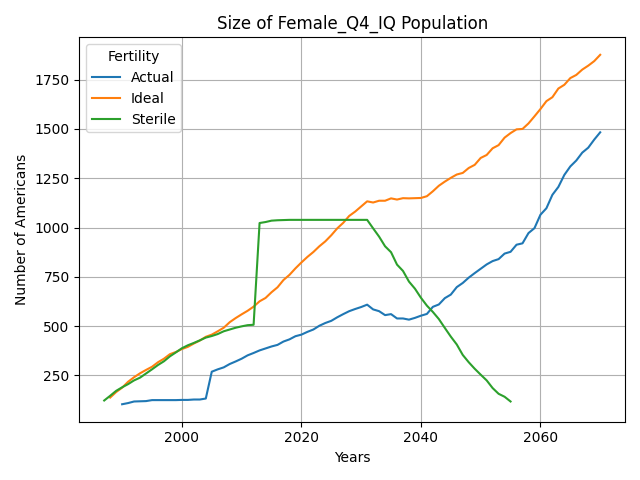 Size of Female_Q4_IQ Population
Fertility
Actual
Ideal
Sterile
Number of Americans
1750
1500
1250
1000
750
500
250
2000
2020
2040
2060
Years